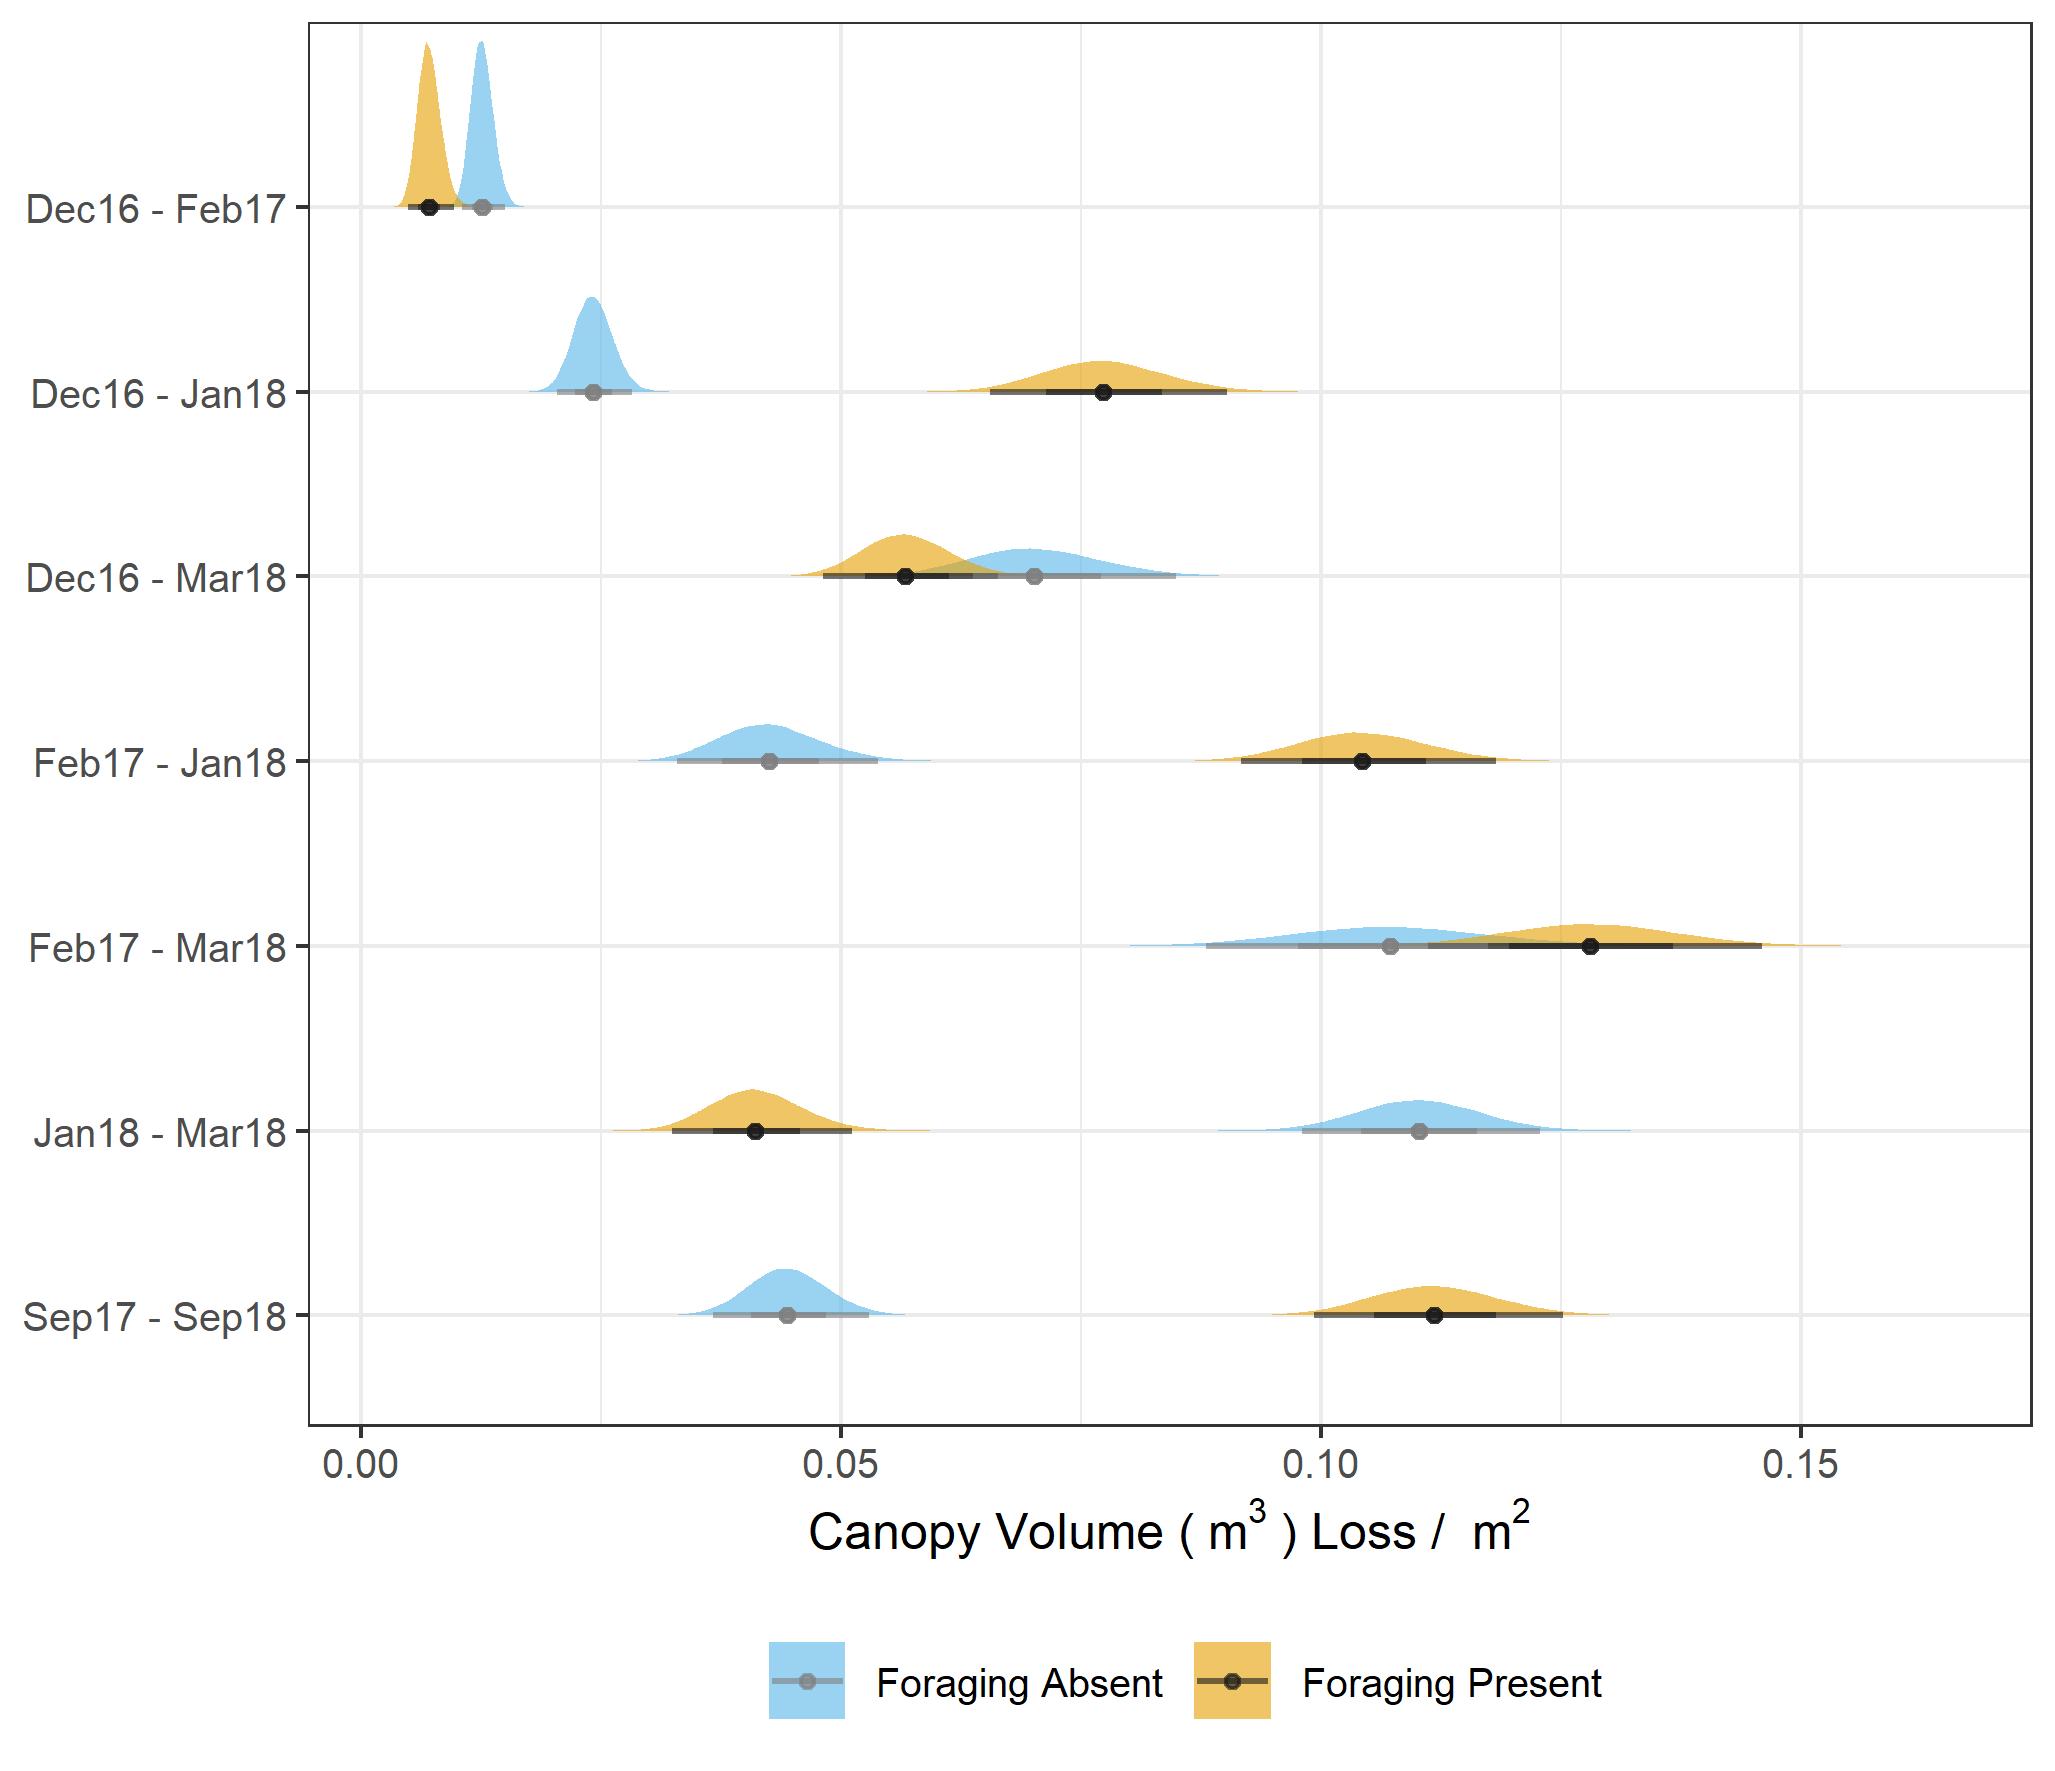 Dec16 - Feb17
Dec16 - Jan18
Dec16 - Mar18
Feb17 - Jan18
Feb17 - Mar18
Jan18 - Mar18
Sep17 - Sep18
0.00 0.05 0.10 0.15
Canopy Volume ( m³ ) Loss / m²
Foraging Absent Foraging Present